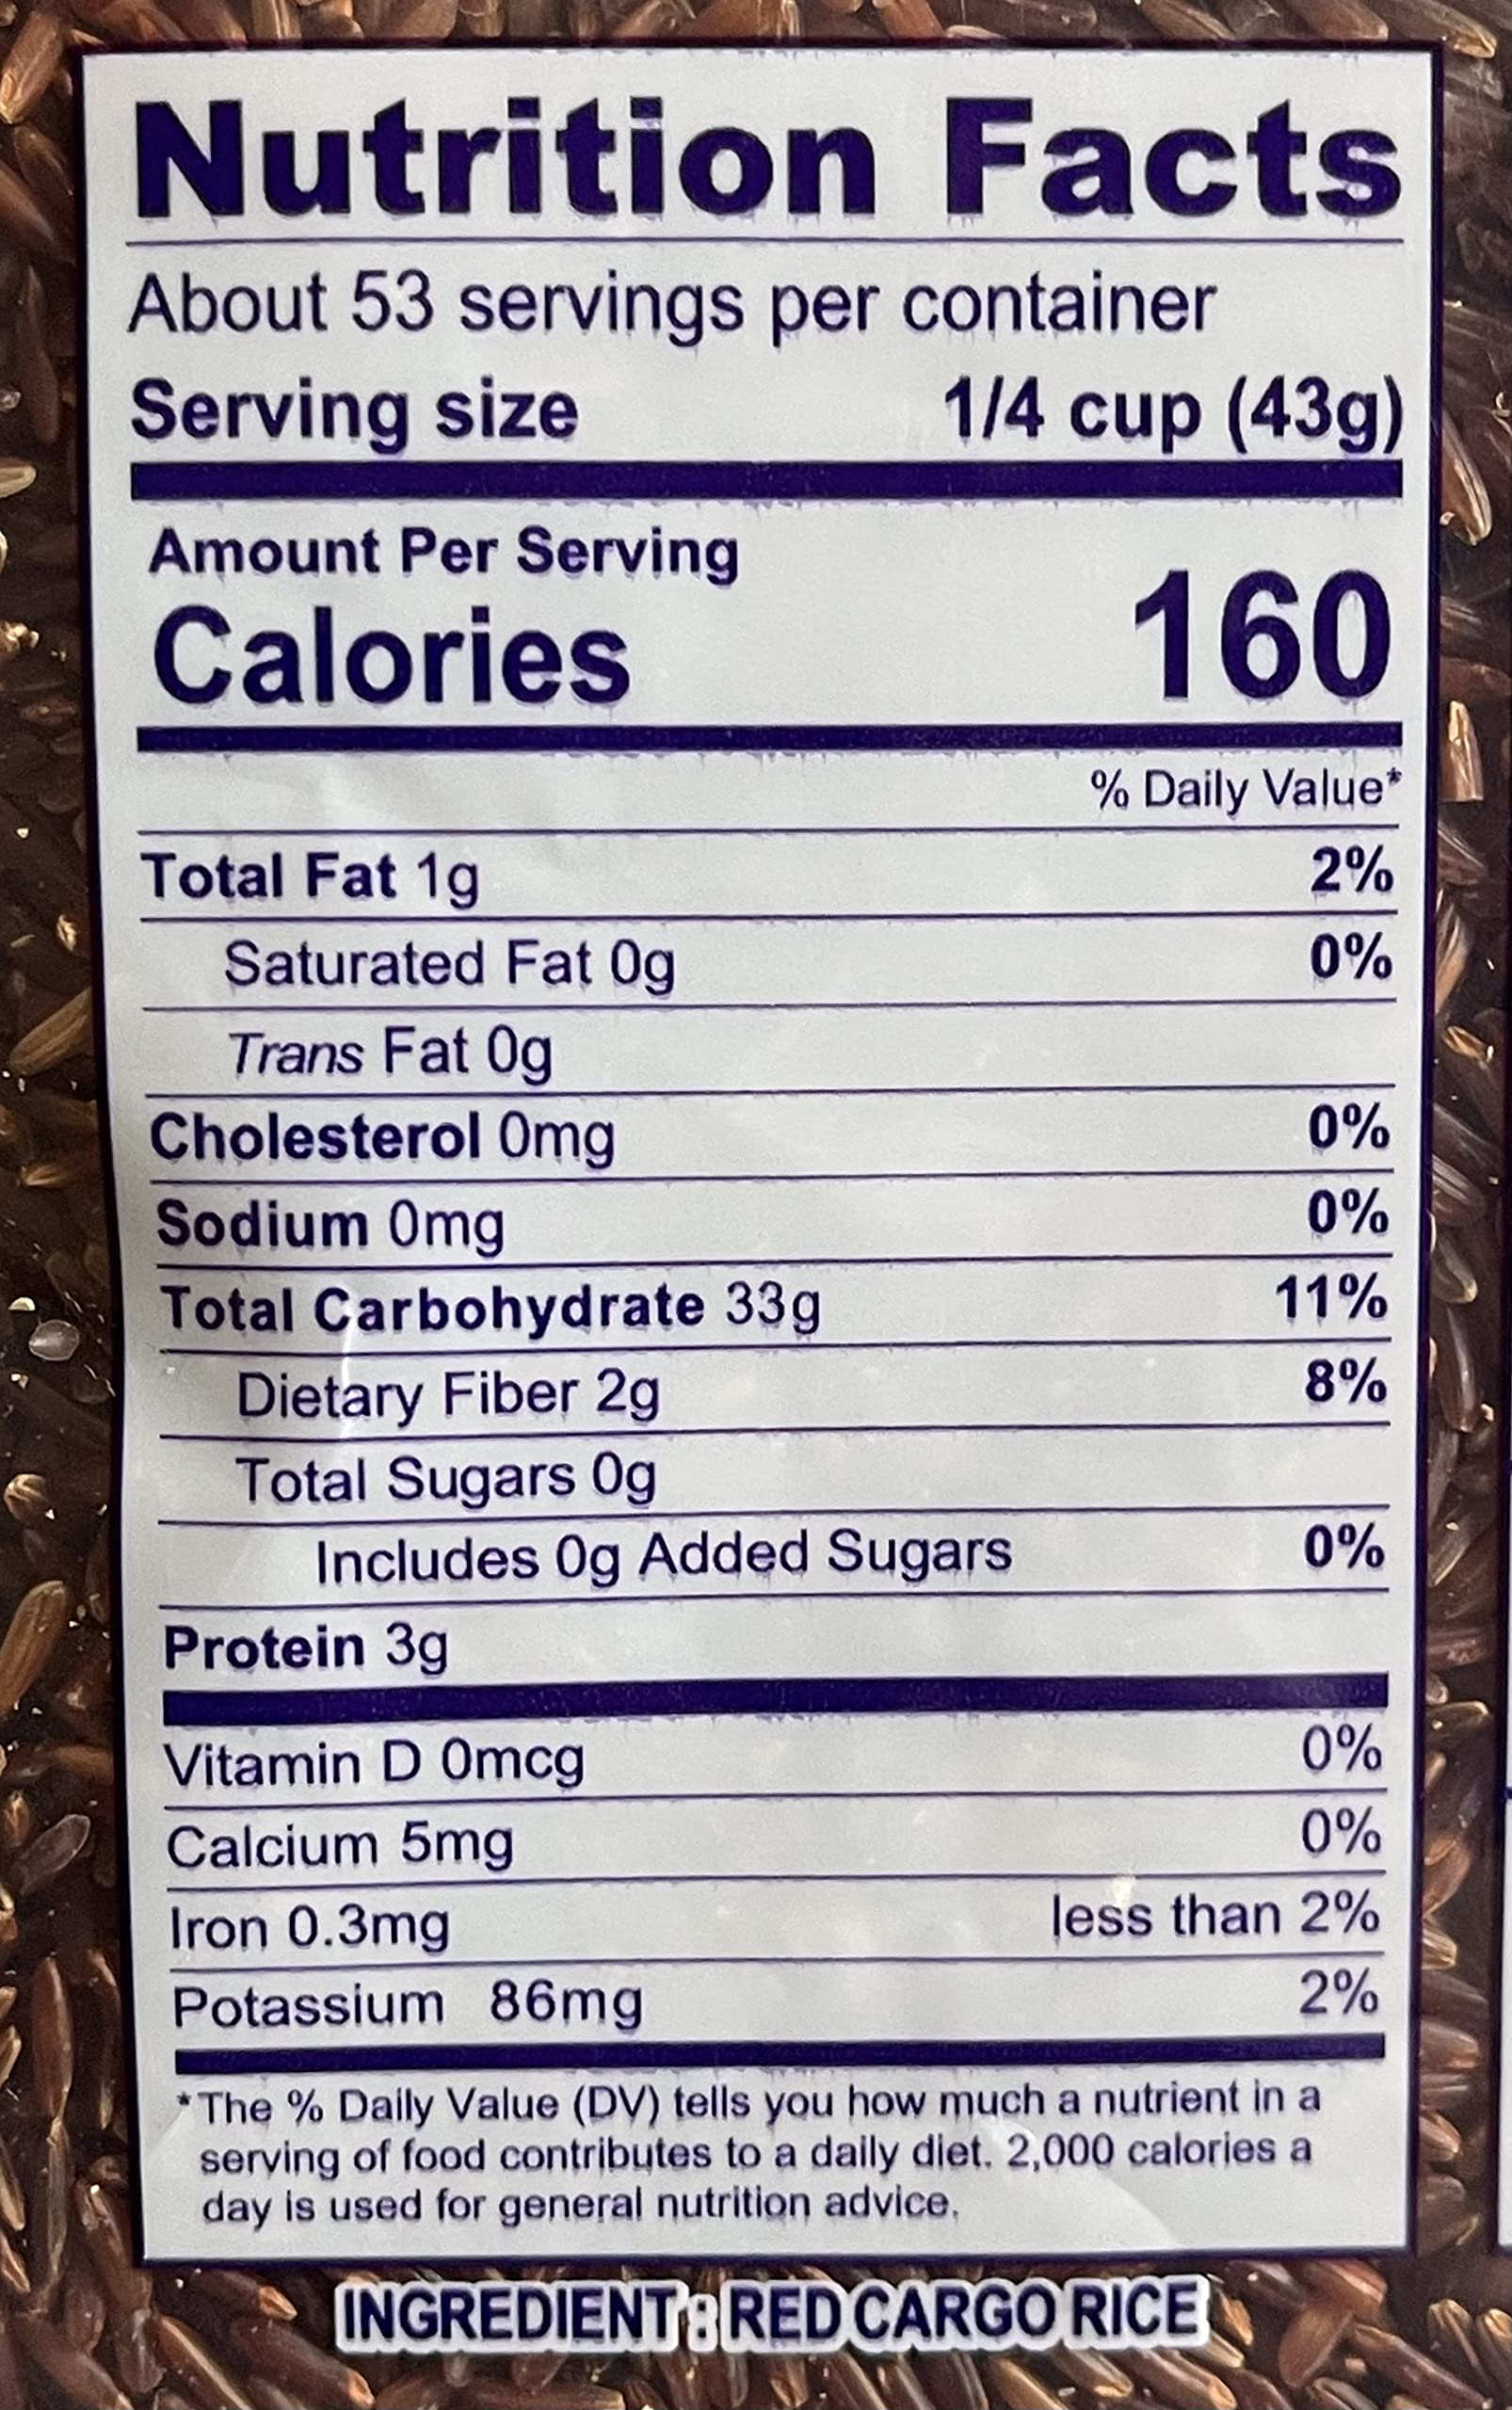 Nutrition Facts
About 53 servings per container
Serving size 1/4 cup (43g)
Amount Per Serving
Calories 160
% Daily Value*
Total Fat 1g 2%
Saturated Fat 0g 0%
Trans Fat 0g
Cholesterol 0mg 0%
Sodium 0mg 0%
Total Carbohydrate 33g 11%
Dietary Fiber 2g 8%
Total Sugars 0g
Includes 0g Added Sugars 0%
Protein 3g
Vitamin D 0mcg 0%
Calcium 5mg 0%
Iron 0.3mg less than 2%
Potassium 86mg 2%
*The % Daily Value (DV) tells you how much a nutrient in a
serving of food contributes to a daily diet. 2,000 calories a
day is used for general nutrition advice.
INGREDIENT : RED CARGO RICE